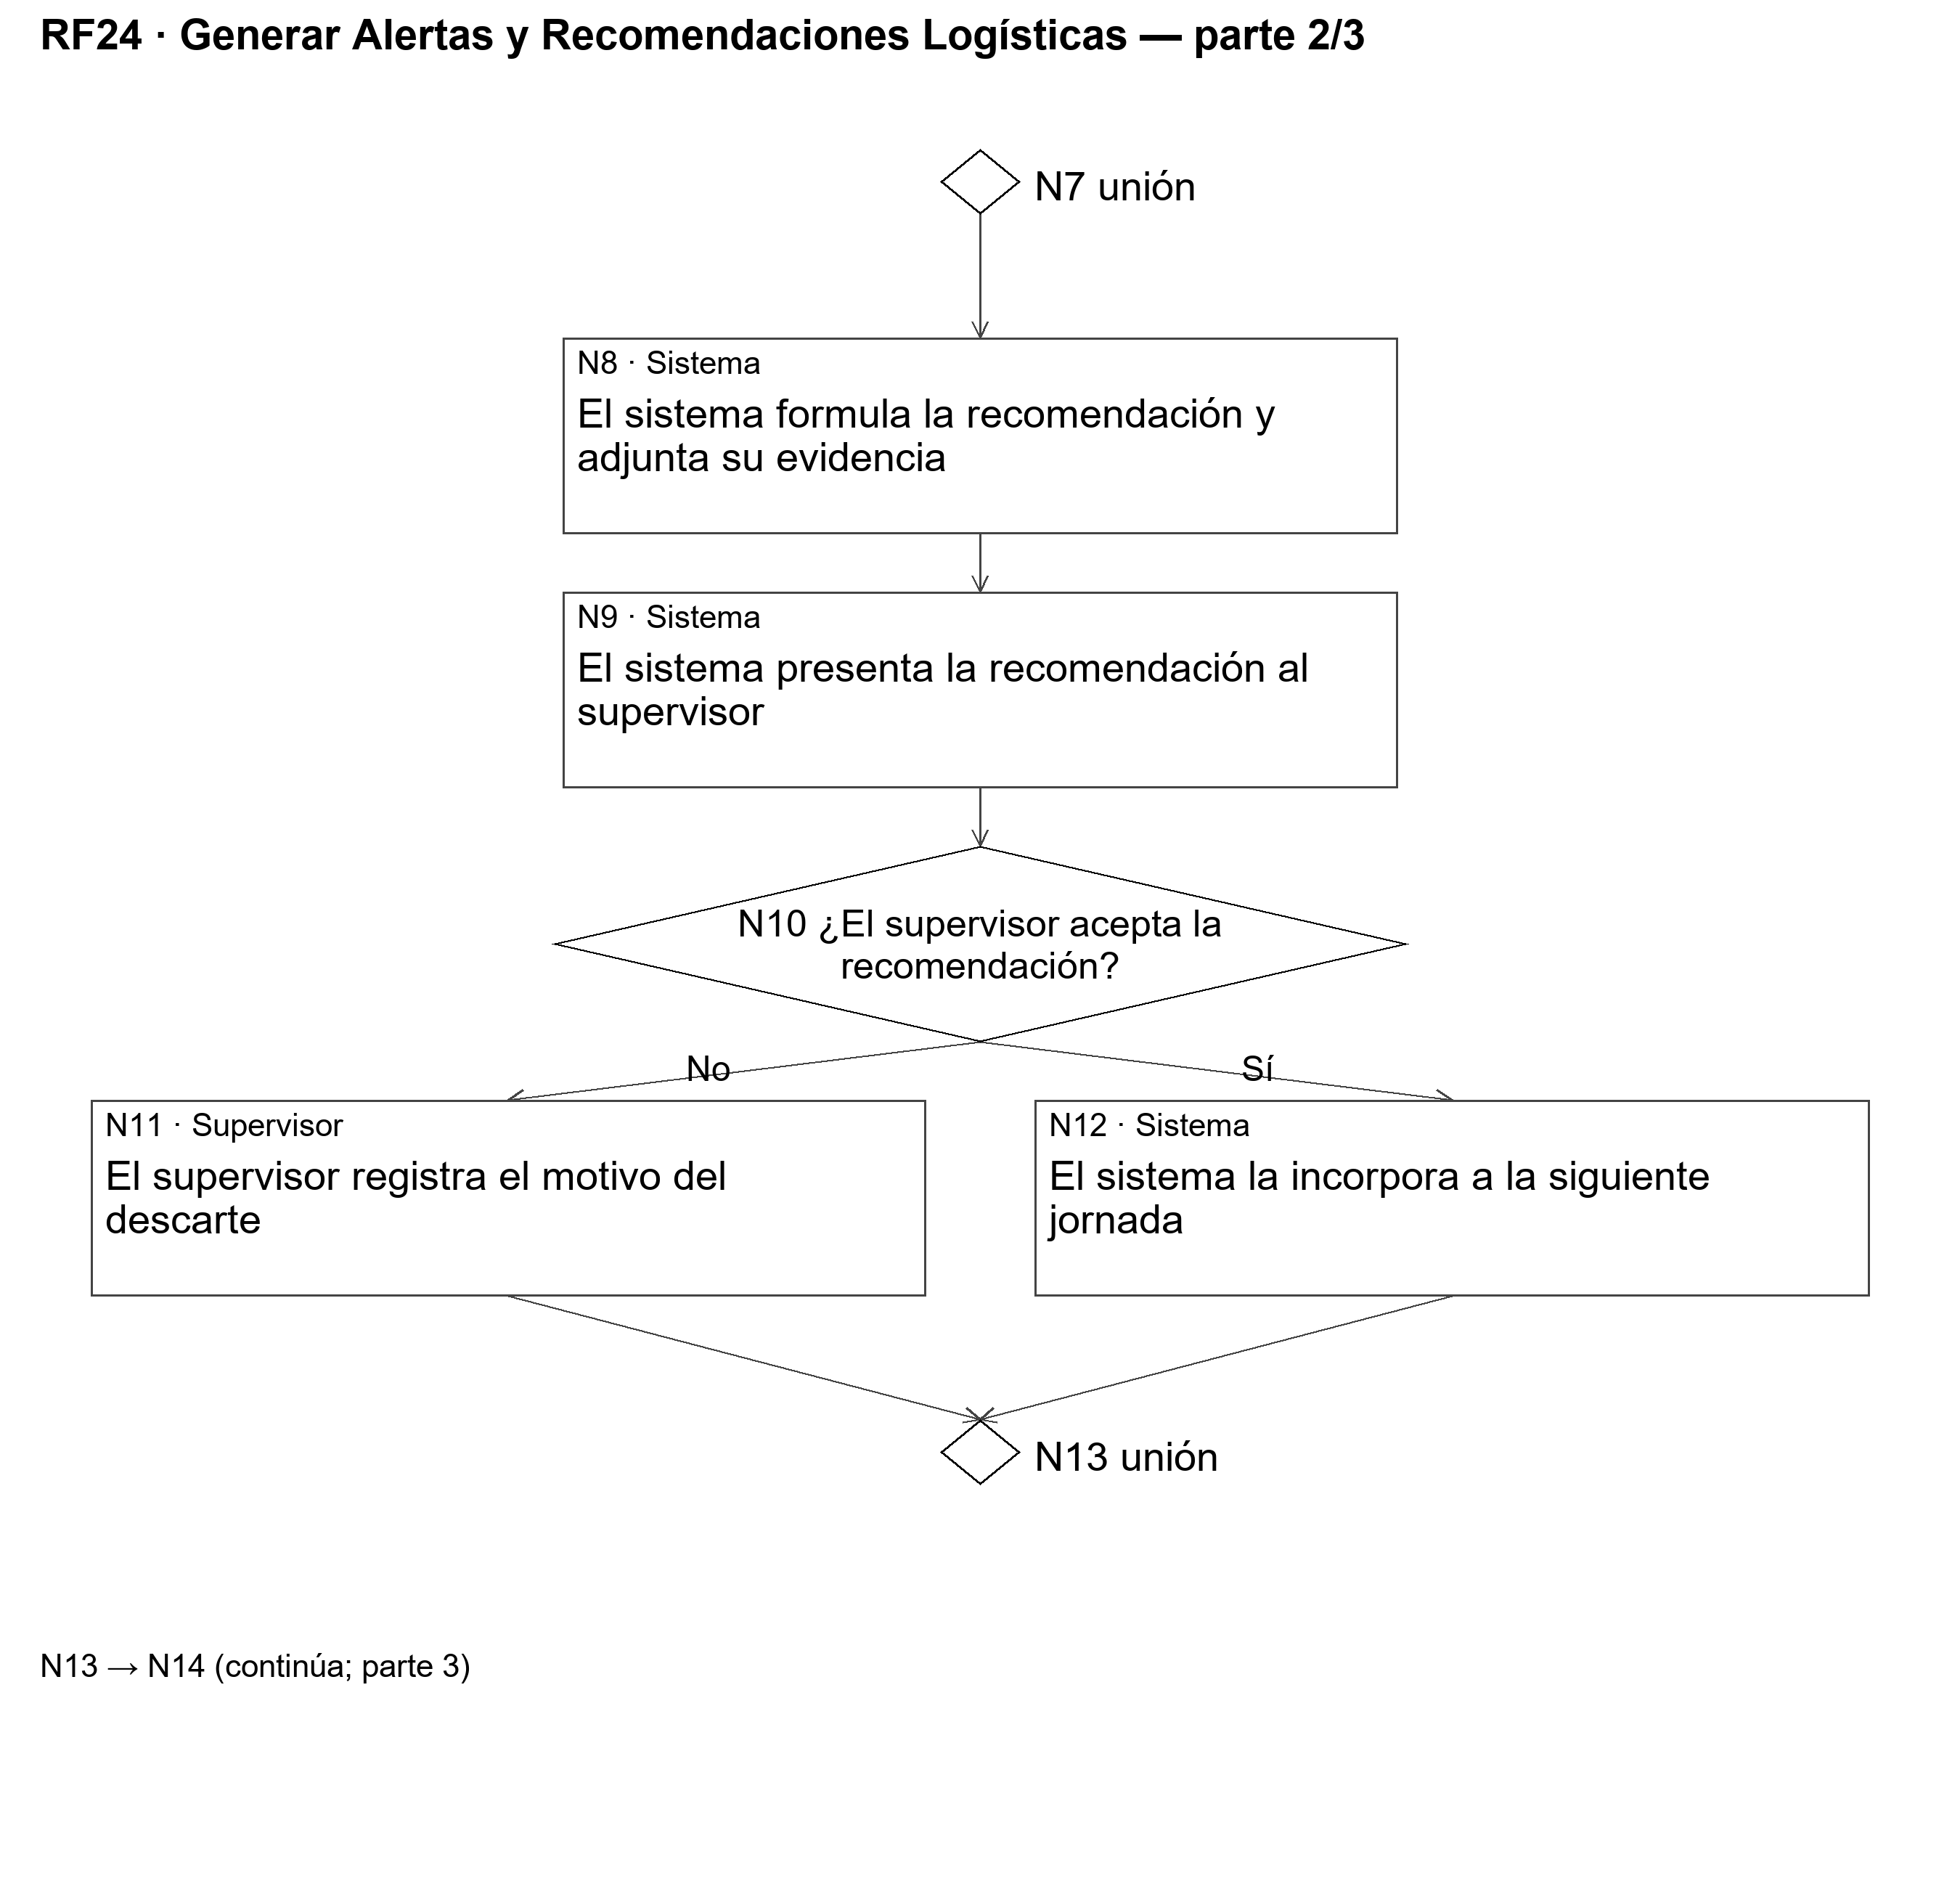 RF24 · Generar Alertas y Recomendaciones Logísticas — parte 2/3
N7 unión
N8 · Sistema
El sistema formula la recomendación y
adjunta su evidencia
N9 · Sistema
El sistema presenta la recomendación al
supervisor
N10 ¿El supervisor acepta la
recomendación?
No
Sí
N11 · Supervisor
El supervisor registra el motivo del
descarte
N12 · Sistema
El sistema la incorpora a la siguiente
jornada
N13 unión
N13 → N14 (continúa; parte 3)